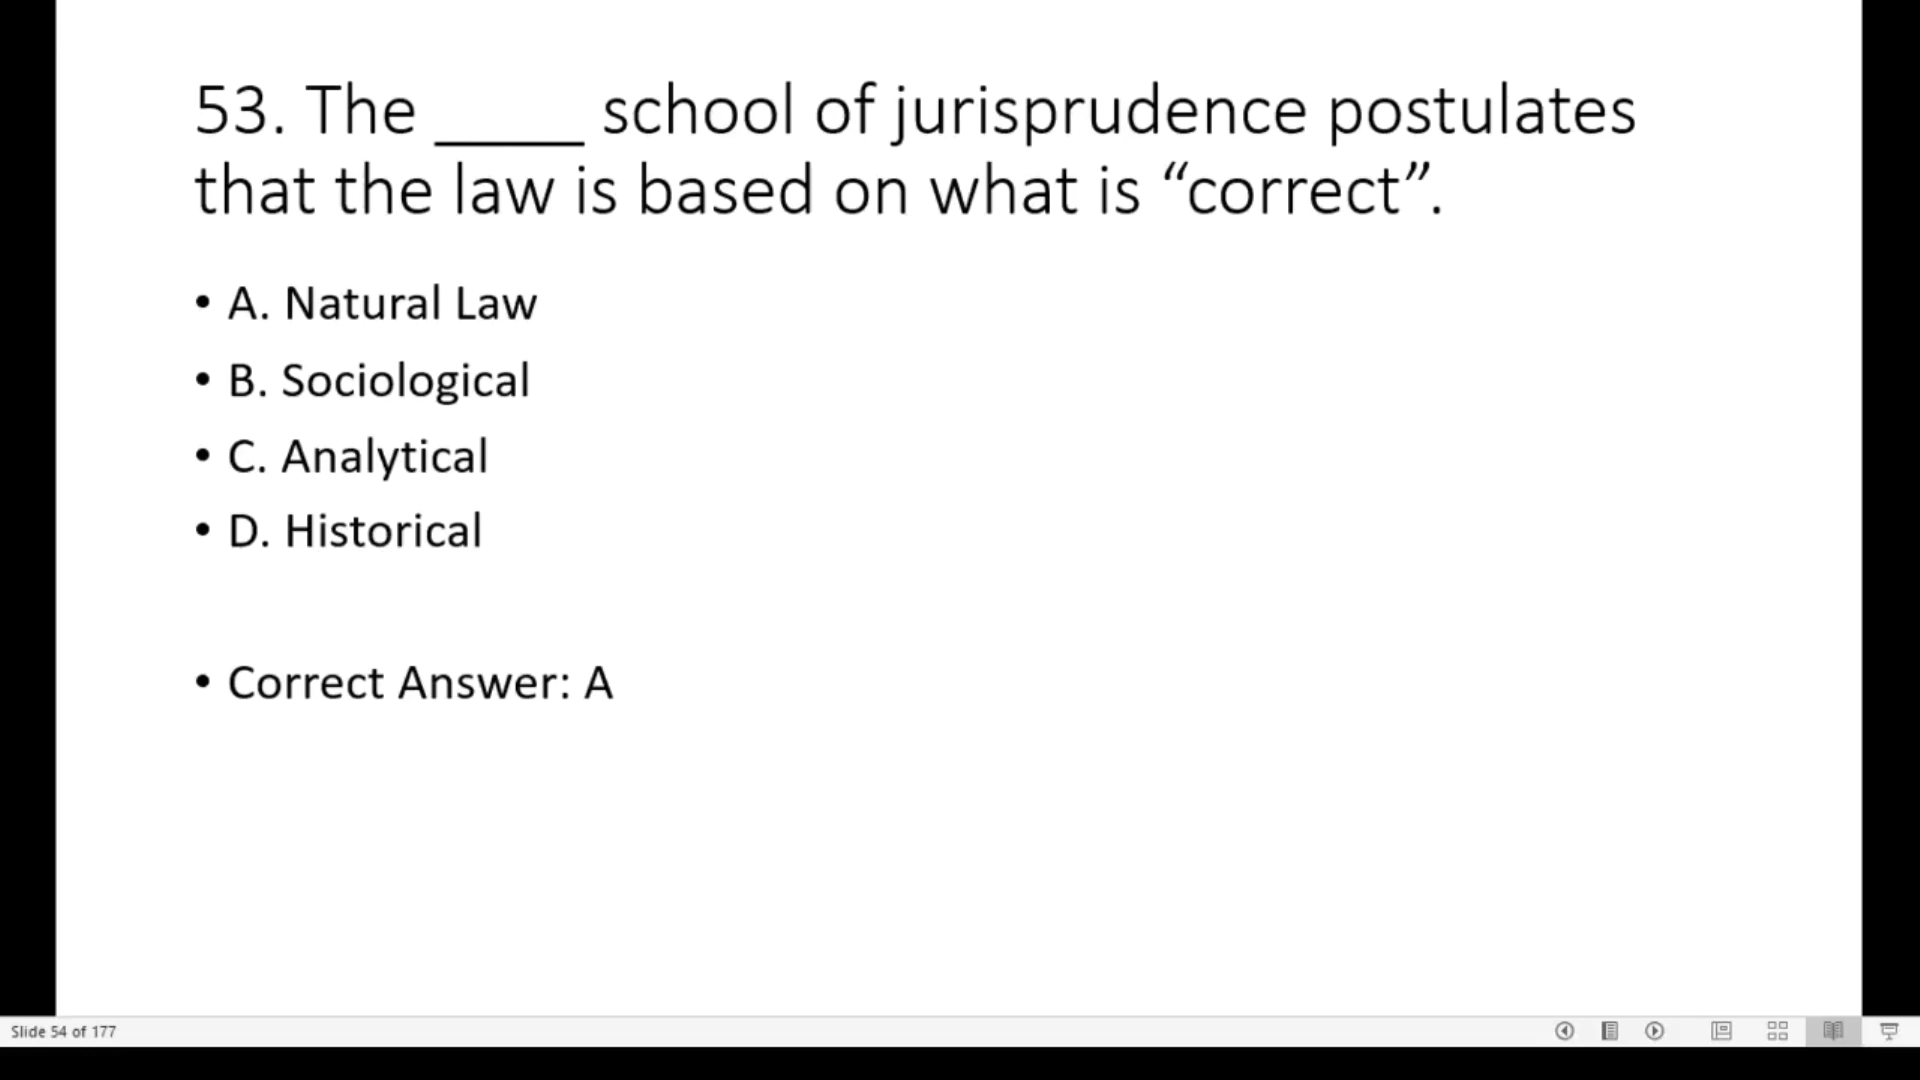 53. The _____ school of jurisprudence postulates
that the law is based on what is “correct”.
• A. Natural Law
• B. Sociological
• C. Analytical
• D. Historical
• Correct Answer: A
Slide 54 of 177